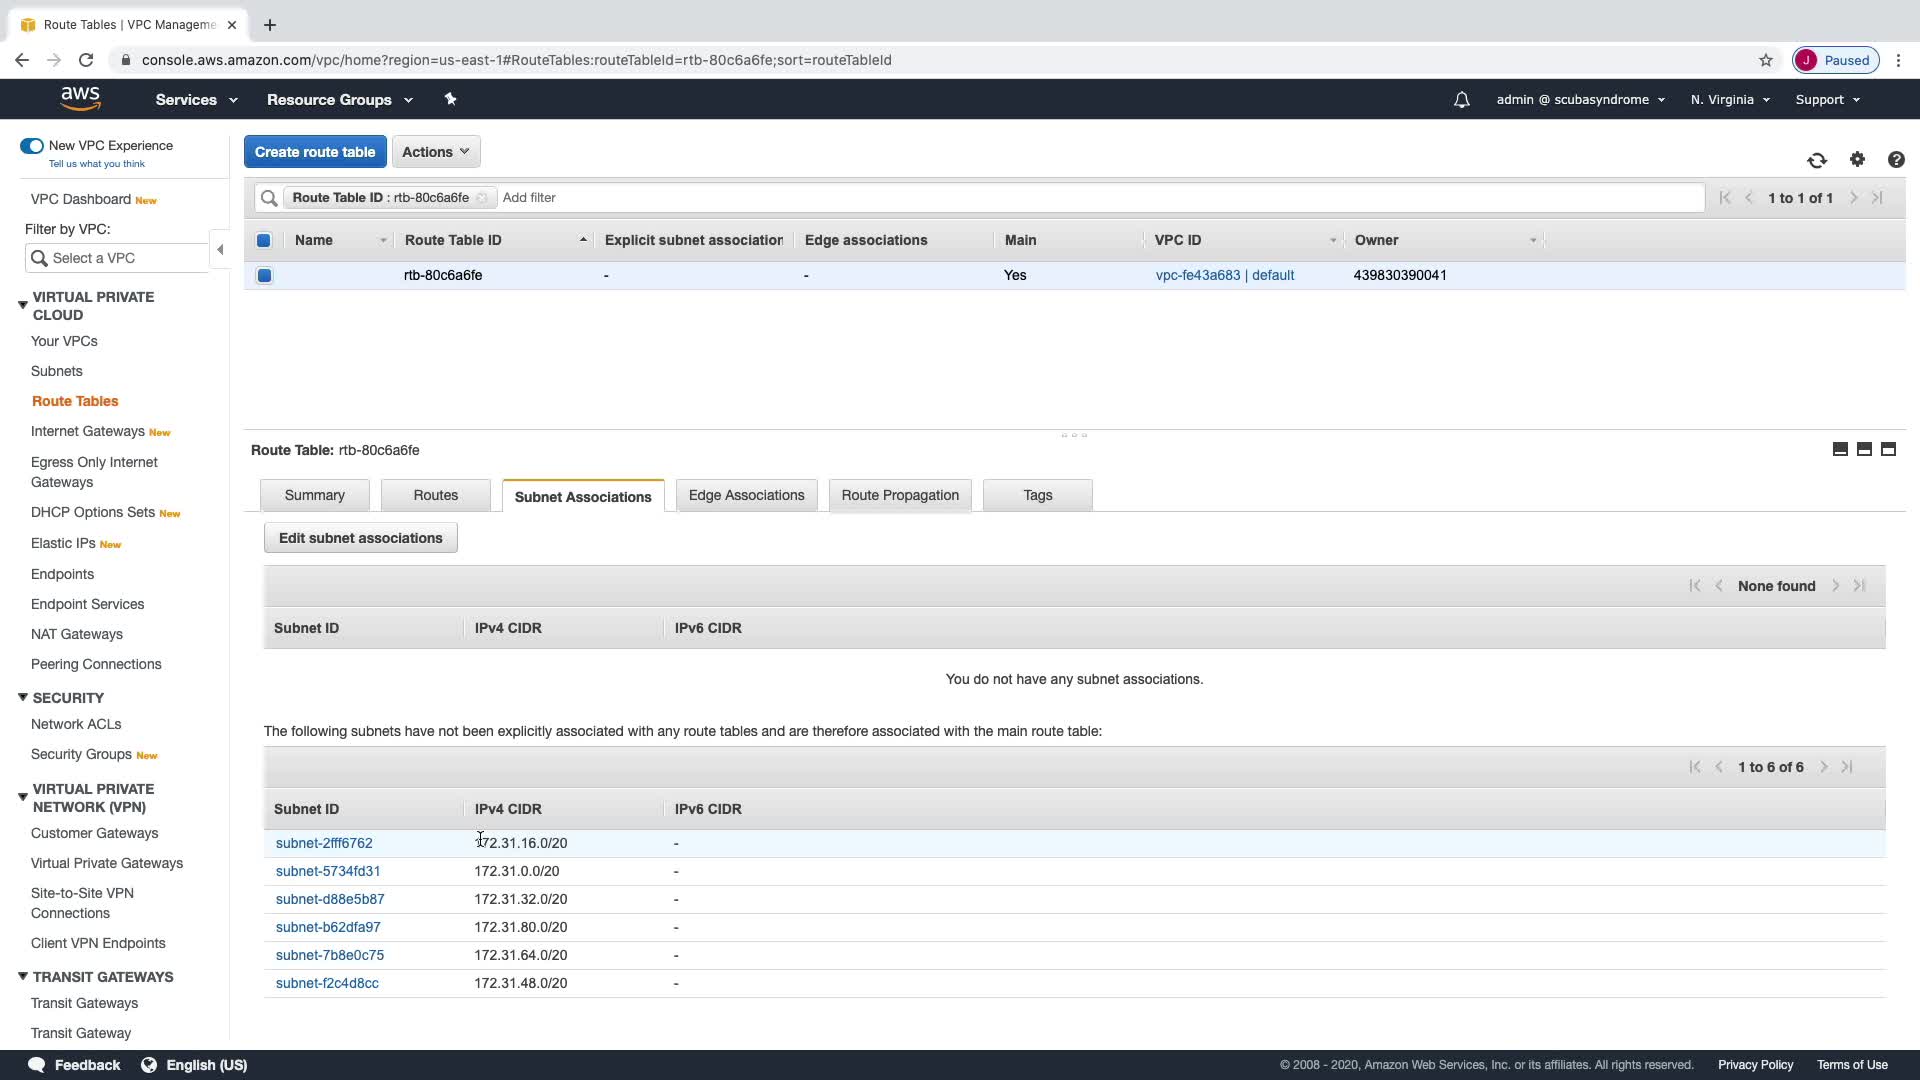 Route Tables | VPC Manageme
console.aws.amazon.com/vpc/home?region=us-east-1#RouteTables:routeTableId=rtb-80c6a6fe;sort=routeTableId
J Paused
aws Services Resource Groups admin @ scubasyndrome N. Virginia Support
New VPC Experience
Tell us what you think
VPC Dashboard New
Filter by VPC:
Select a VPC
VIRTUAL PRIVATE
CLOUD
Your VPCs
Subnets
Route Tables
Internet Gateways New
Egress Only Internet
Gateways
DHCP Options Sets New
Elastic IPs New
Endpoints
Endpoint Services
NAT Gateways
Peering Connections
SECURITY
Network ACLs
Security Groups New
VIRTUAL PRIVATE
NETWORK (VPN)
Customer Gateways
Virtual Private Gateways
Site-to-Site VPN
Connections
Client VPN Endpoints
TRANSIT GATEWAYS
Transit Gateways
Transit Gateway
Create route table Actions
Route Table ID : rtb-80c6a6fe Add filter 1 to 1 of 1
Name Route Table ID Explicit subnet association Edge associations Main VPC ID Owner
rtb-80c6a6fe - - Yes vpc-fe43a683 | default 439830390041
Route Table: rtb-80c6a6fe
Summary Routes Subnet Associations Edge Associations Route Propagation Tags
Edit subnet associations
None found
Subnet ID IPv4 CIDR IPv6 CIDR
You do not have any subnet associations.
The following subnets have not been explicitly associated with any route tables and are therefore associated with the main route table:
1 to 6 of 6
Subnet ID IPv4 CIDR IPv6 CIDR
subnet-2fff6762 172.31.16.0/20 -
subnet-5734fd31 172.31.0.0/20 -
subnet-d88e5b87 172.31.32.0/20 -
subnet-b62dfa97 172.31.80.0/20 -
subnet-7b8e0c75 172.31.64.0/20 -
subnet-f2c4d8cc 172.31.48.0/20 -
Feedback English (US) © 2008 - 2020, Amazon Web Services, Inc. or its affiliates. All rights reserved. Privacy Policy Terms of Use